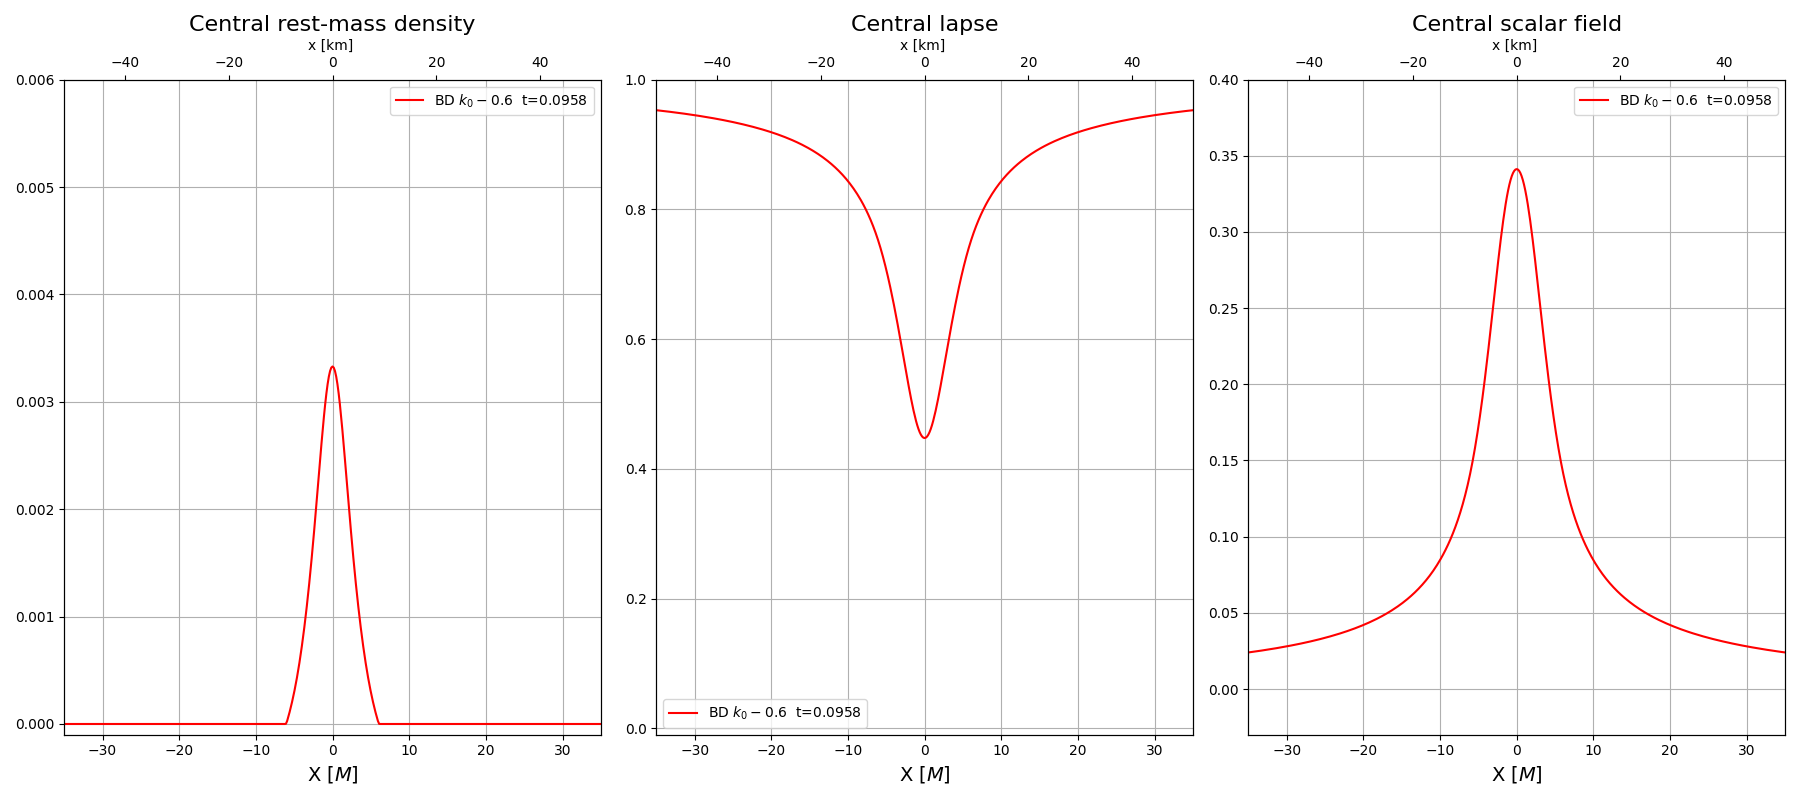 Central rest-mass density
x [km]
−40 −20 0 20 40
0.006
0.005
0.004
0.003
0.002
0.001
0.000
BD k₀ − 0.6 t=0.0958
−30 −20 −10 0 10 20 30
X [M]
Central lapse
x [km]
−40 −20 0 20 40
1.0
0.8
0.6
0.4
0.2
0.0
BD k₀ − 0.6 t=0.0958
−30 −20 −10 0 10 20 30
X [M]
Central scalar field
x [km]
−40 −20 0 20 40
0.40
0.35
0.30
0.25
0.20
0.15
0.10
0.05
0.00
BD k₀ − 0.6 t=0.0958
−30 −20 −10 0 10 20 30
X [M]